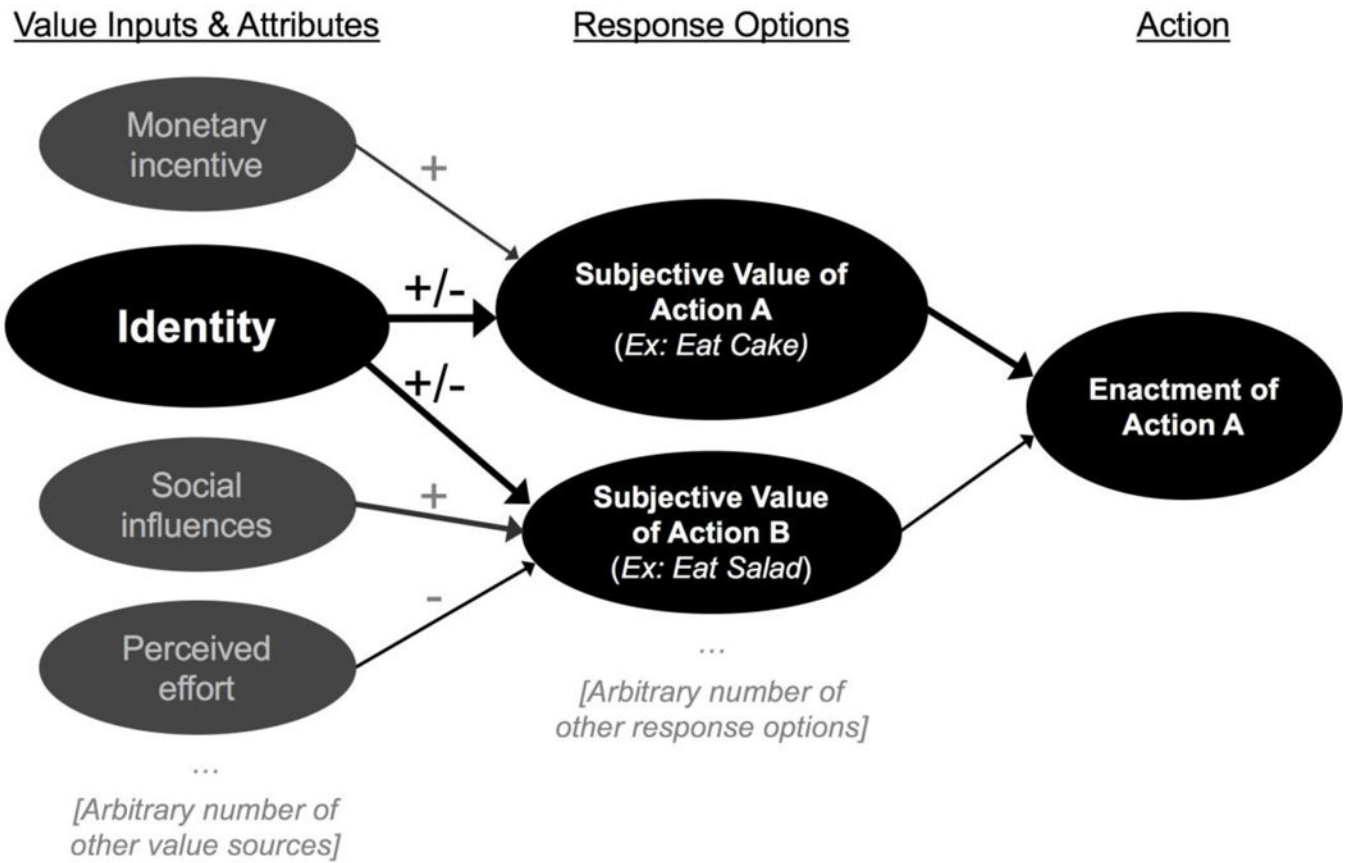 Value Inputs & Attributes
Response Options
Action
Monetary
incentive
+
Identity
+/-
+/-
Social
influences
+
Perceived
effort
-
...
[Arbitrary number of
other value sources]
Subjective Value of
Action A
(Ex: Eat Cake)
Subjective Value
of Action B
(Ex: Eat Salad)
...
[Arbitrary number of
other response options]
Enactment of
Action A